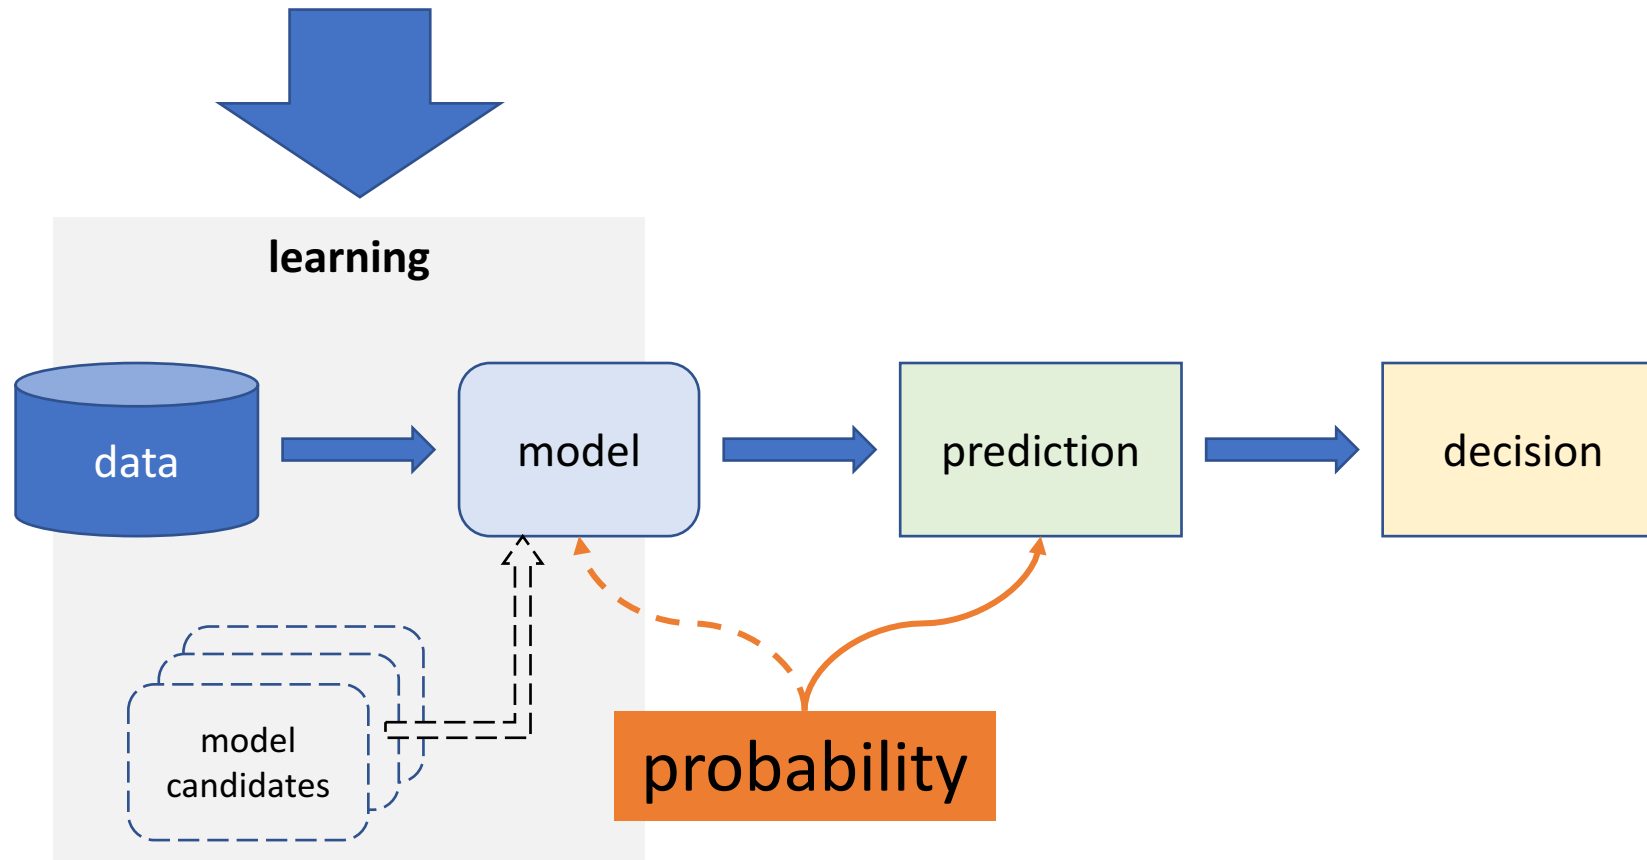 learning
data
model
prediction
decision
model
candidates
probability